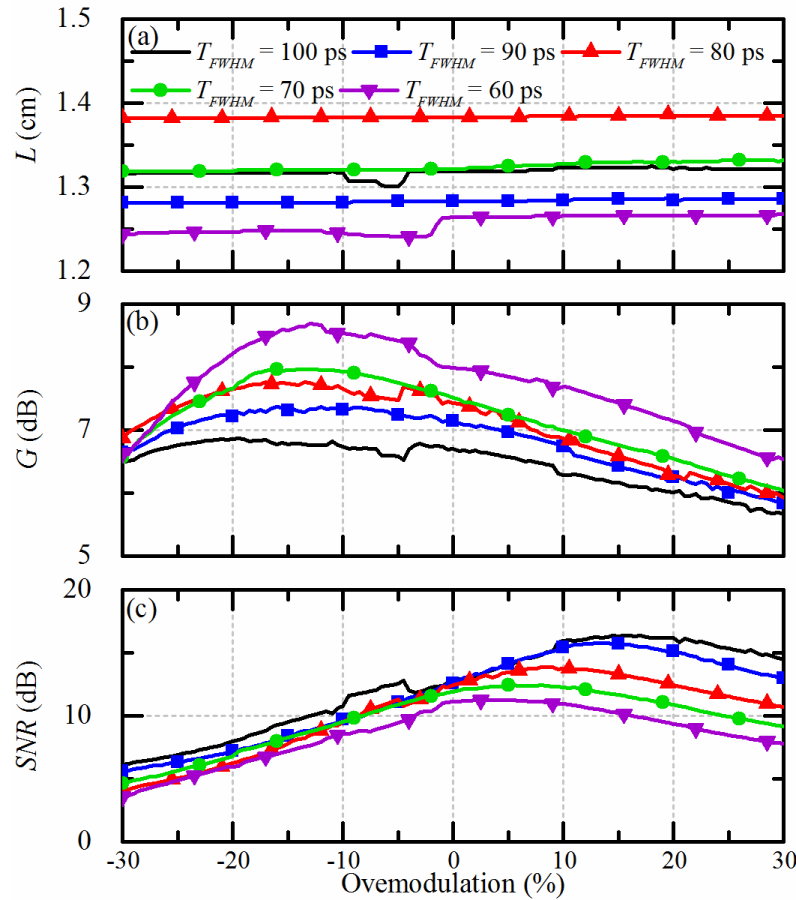 1.5
(a)
T_FWHM = 100 ps T_FWHM = 90 ps T_FWHM = 80 ps
T_FWHM = 70 ps T_FWHM = 60 ps
1.4
L (cm)
1.3
1.2
9
(b)
G (dB)
7
5
20
(c)
SNR (dB)
10
0
-30 -20 -10 0 10 20 30
Ovemodulation (%)